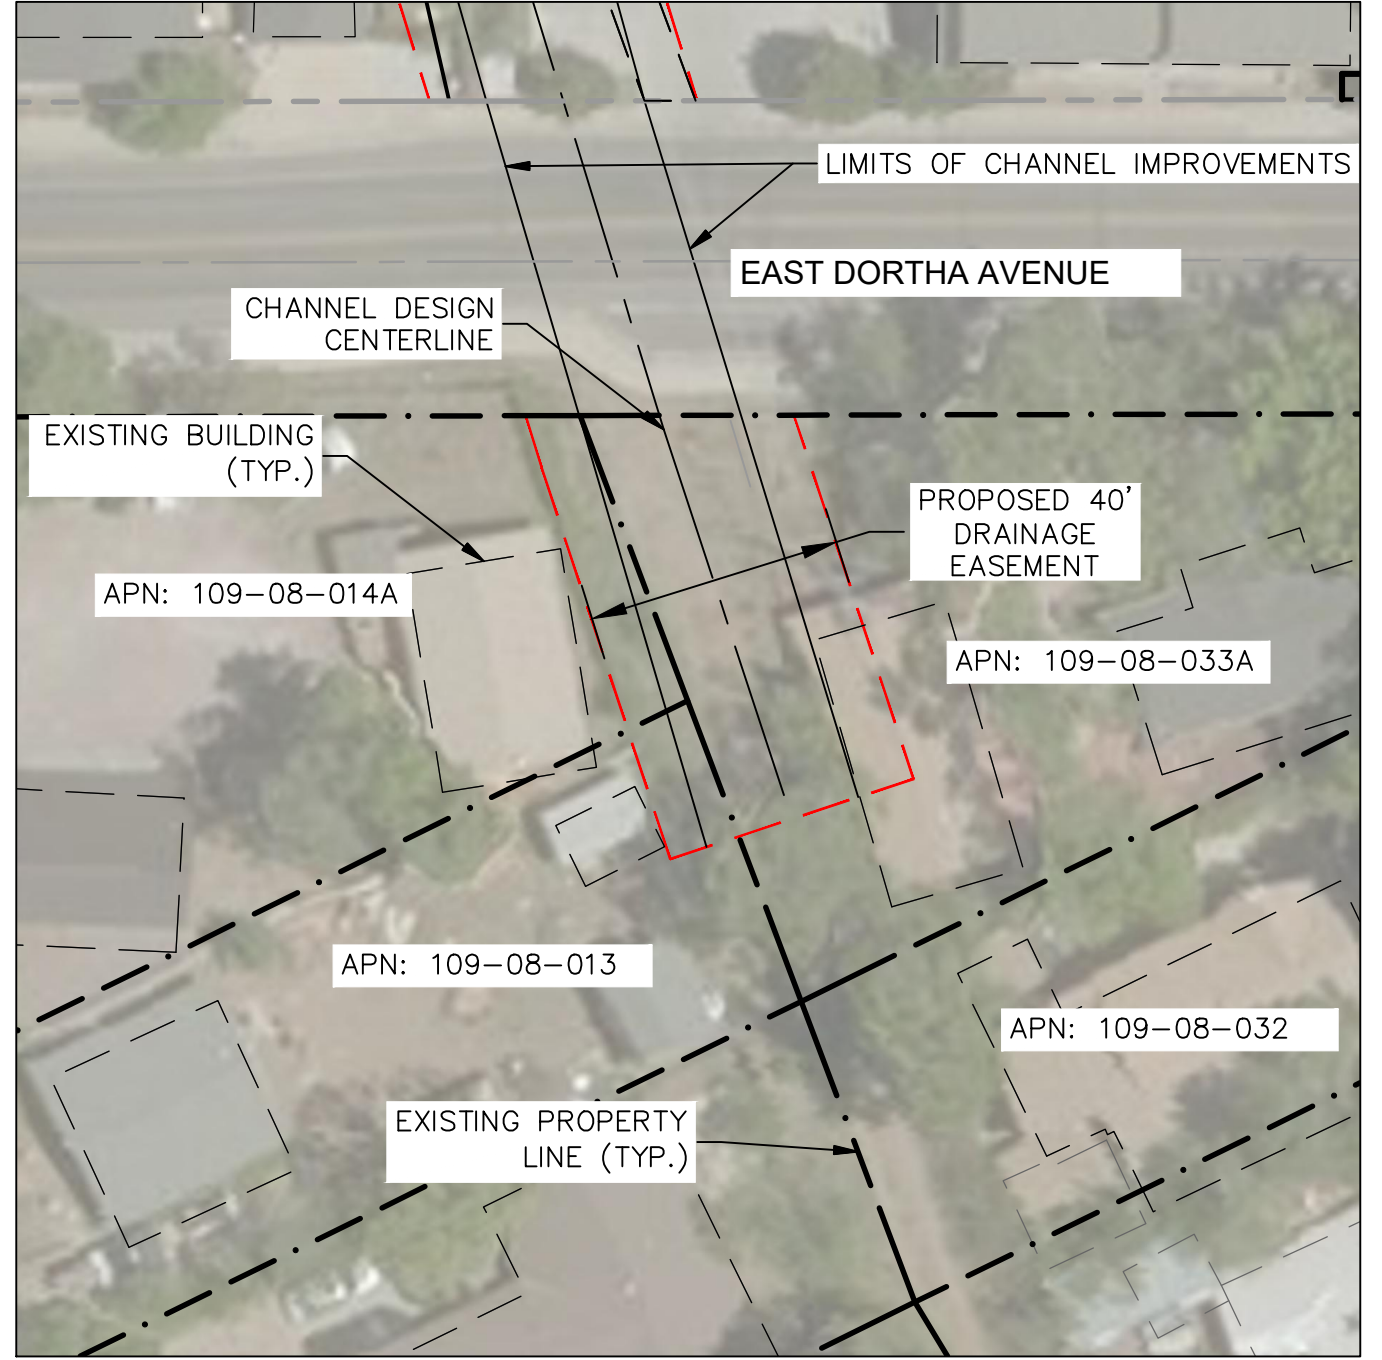 LIMITS OF CHANNEL IMPROVEMENTS
EAST DORTHA AVENUE
CHANNEL DESIGN
CENTERLINE
EXISTING BUILDING
(TYP.)
PROPOSED 40'
DRAINAGE
EASEMENT
APN: 109-08-014A
APN: 109-08-033A
APN: 109-08-013
APN: 109-08-032
EXISTING PROPERTY
LINE (TYP.)